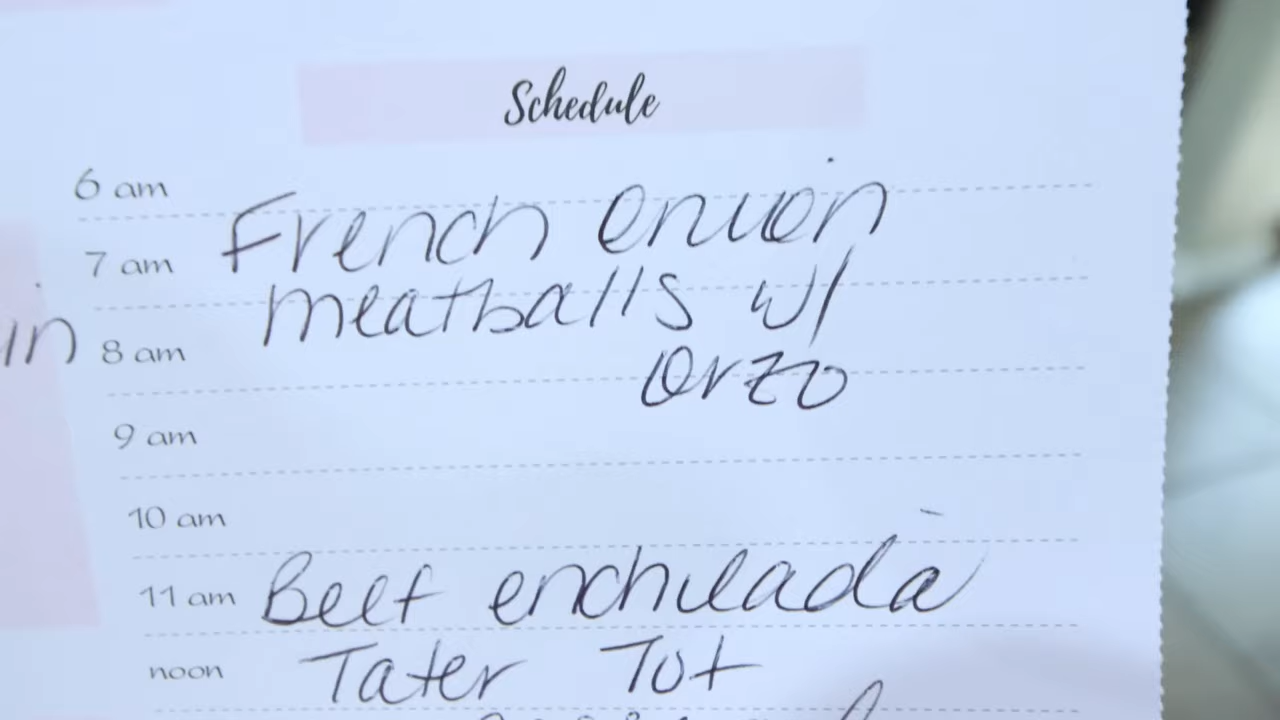 Schedule
6 am
French onion
7 am
meatballs w/
in
8 am
orzo
9 am
10 am
11 am Beef enchilada
noon Tater Tot